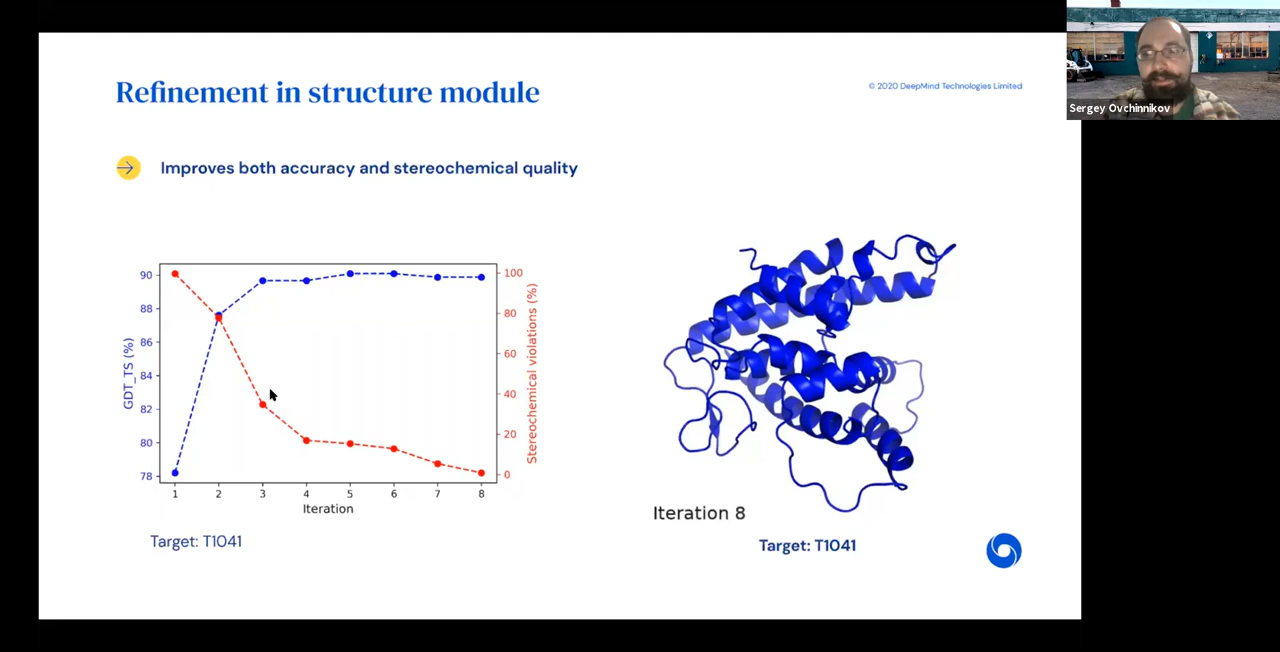 Refinement in structure module
© 2020 DeepMind Technologies Limited
Sergey Ovchinnikov
Improves both accuracy and stereochemical quality
90
88
86
84
82
80
78
GDT_TS (%)
100
80
60
40
20
0
Stereochemical violations (%)
1 2 3 4 5 6 7 8
Iteration
Target: T1041
Iteration 8
Target: T1041